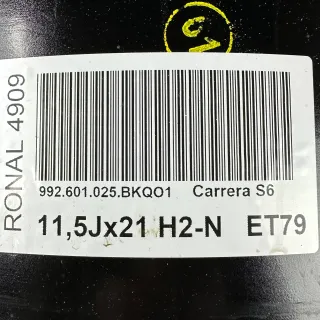 RONAL 4909
992.601.025.BKQO1 Carrera S6
11,5Jx21 H2-N ET79